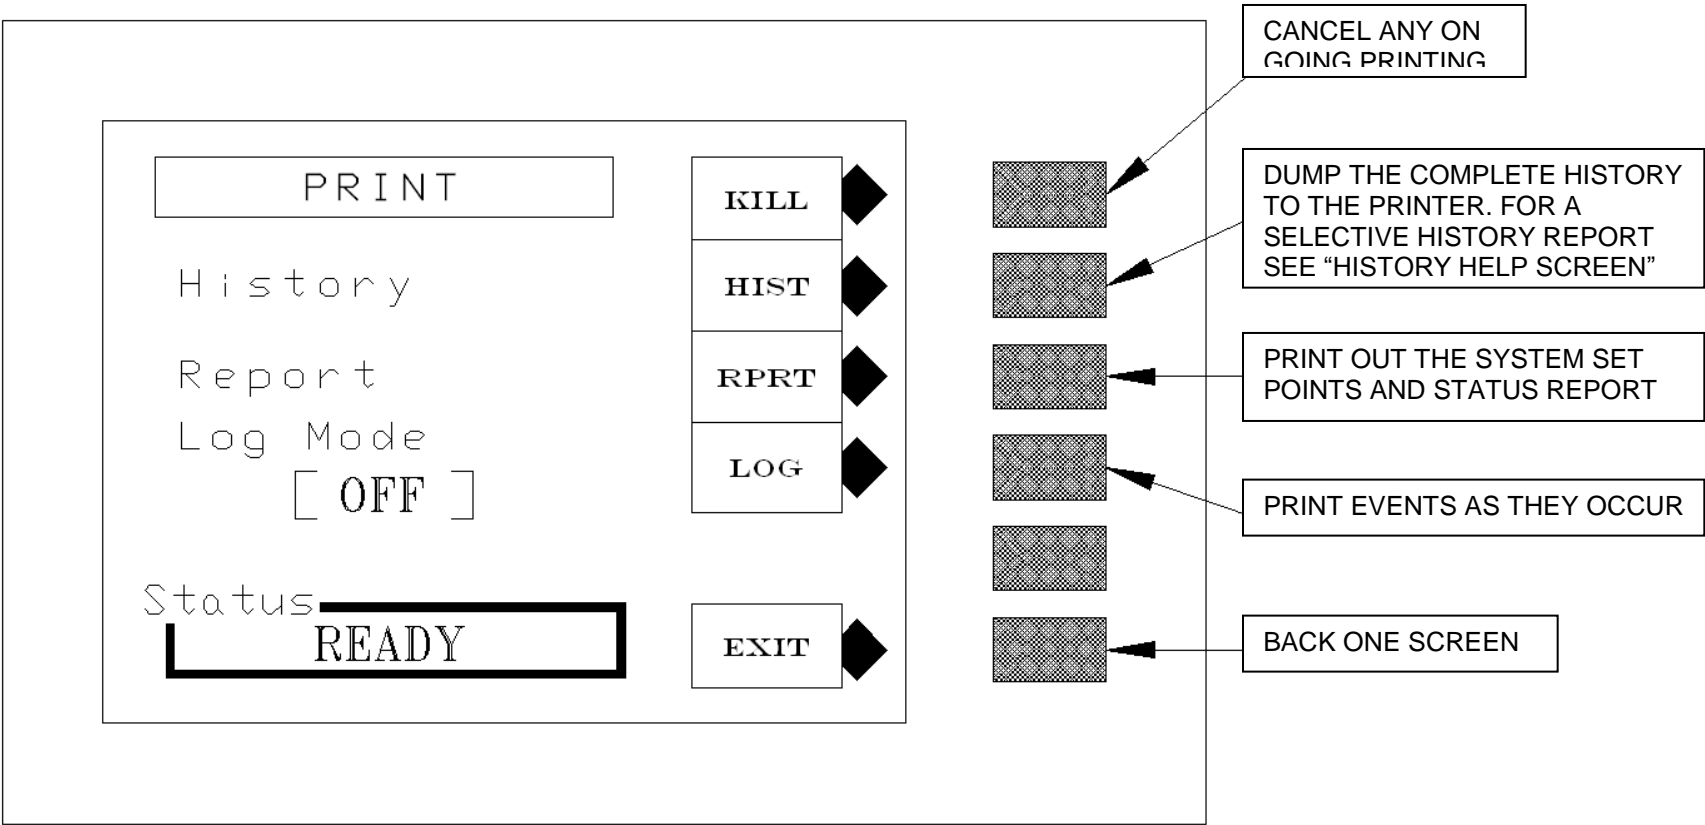 PRINT
History
Report
Log Mode
[ OFF ]
Status
READY
KILL
HIST
RPRT
LOG
EXIT
CANCEL ANY ON
GOING PRINTING
DUMP THE COMPLETE HISTORY
TO THE PRINTER. FOR A
SELECTIVE HISTORY REPORT
SEE “HISTORY HELP SCREEN”
PRINT OUT THE SYSTEM SET
POINTS AND STATUS REPORT
PRINT EVENTS AS THEY OCCUR
BACK ONE SCREEN